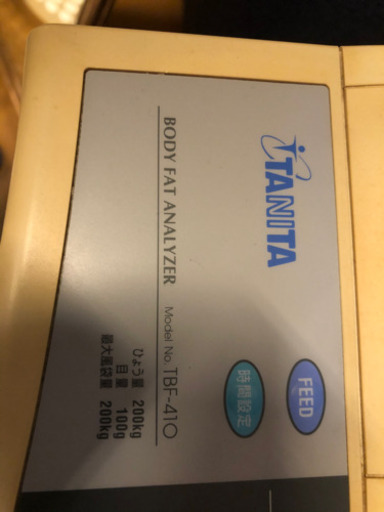 TANITA
BODY FAT ANALYZER Model No. TBF-410
ひょう量 200kg
目量 100g
最大風袋量 200kg
FEED
時間設定